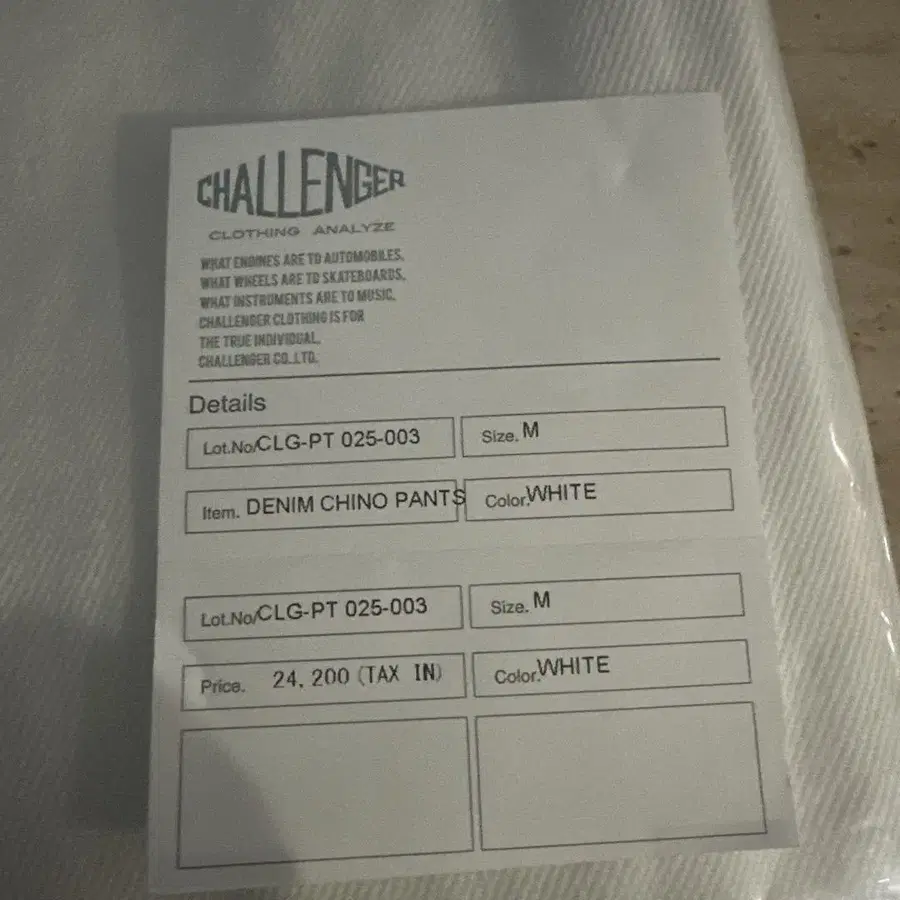 CHALLENGER
CLOTHING ANALYZE
WHAT ENGINES ARE TO AUTOMOBILES,
WHAT WHEELS ARE TO SKATEBOARDS,
WHAT INSTRUMENTS ARE TO MUSIC,
CHALLENGER CLOTHING IS FOR
THE TRUE INDIVIDUAL.
CHALLENGER CO.,LTD.
Details
Lot.No/CLG-PT 025-003 Size. M
Item. DENIM CHINO PANTS Color.WHITE
Lot.No/CLG-PT 025-003 Size. M
Price. 24,200 (TAX IN) Color.WHITE